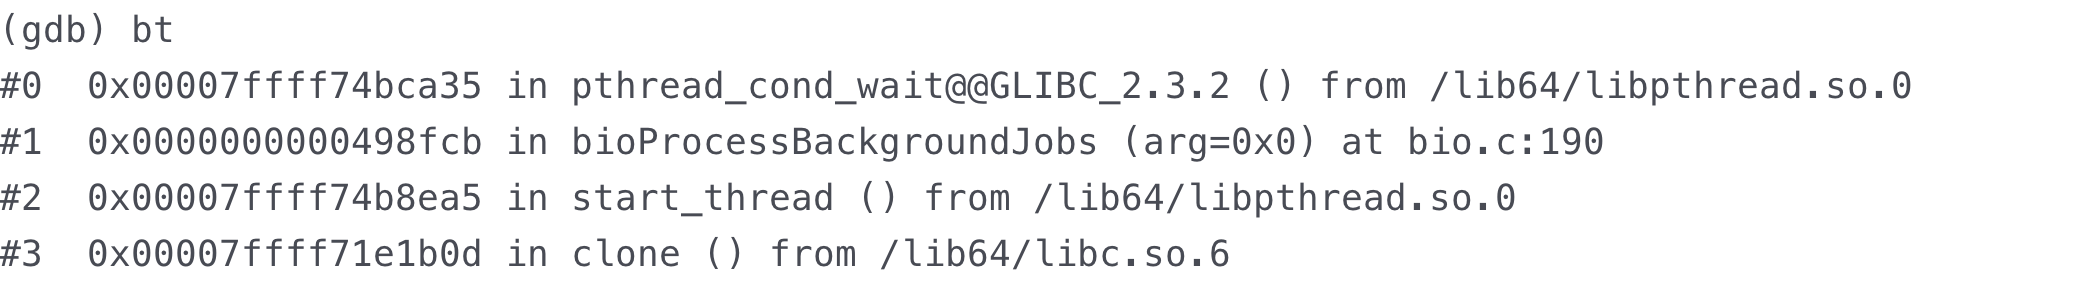 (gdb) bt
#0  0x00007ffff74bca35 in pthread_cond_wait@@GLIBC_2.3.2 () from /lib64/libpthread.so.0
#1  0x0000000000498fcb in bioProcessBackgroundJobs (arg=0x0) at bio.c:190
#2  0x00007ffff74b8ea5 in start_thread () from /lib64/libpthread.so.0
#3  0x00007ffff71e1b0d in clone () from /lib64/libc.so.6